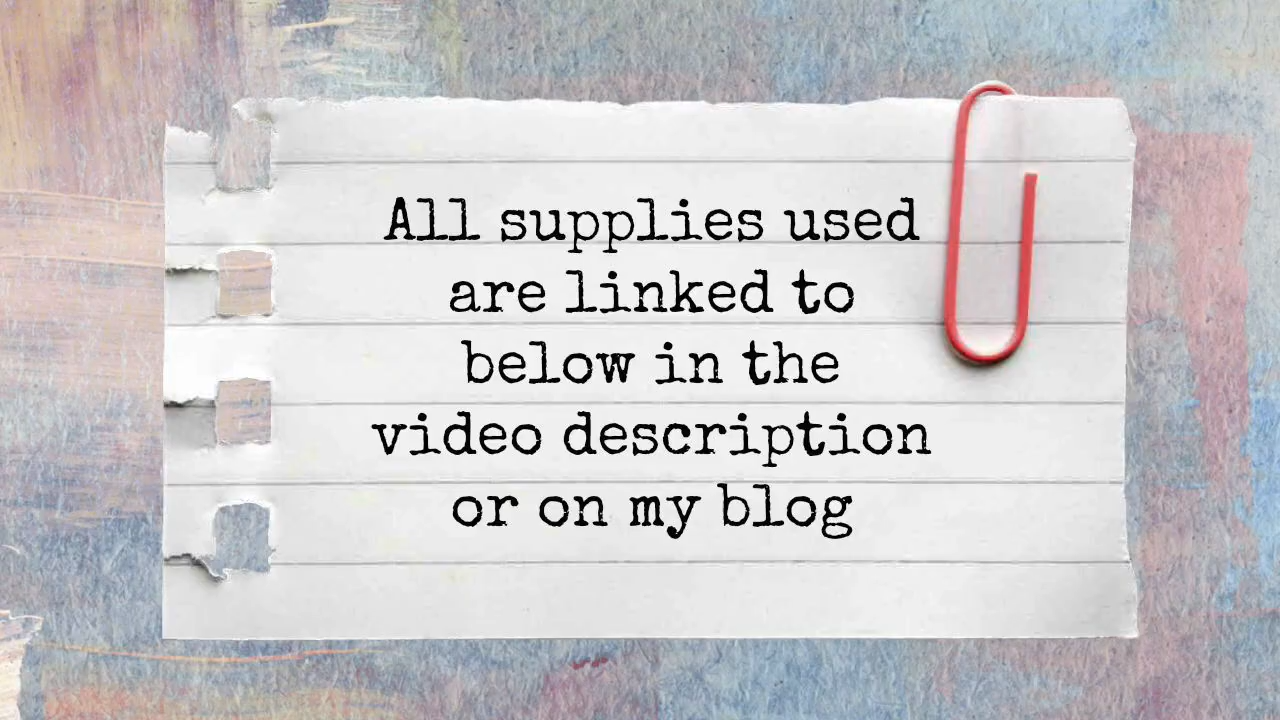 All supplies used
are linked to
below in the
video description
or on my blog